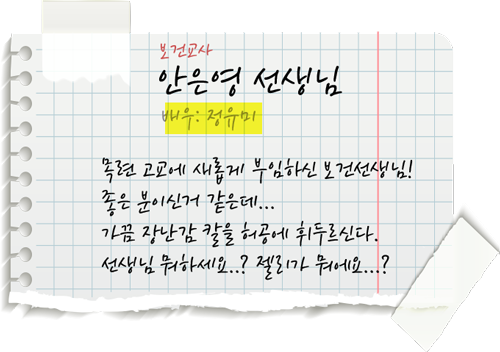 보건교사
안은영 선생님
배우: 정유미
목련 고교에 새롭게 부임하신 보건선생님!
좋은 분이신거 같은데...
가끔 장난감 칼을 허공에 휘두르신다.
선생님 뭐하세요..? 젤리가 뭐에요...?